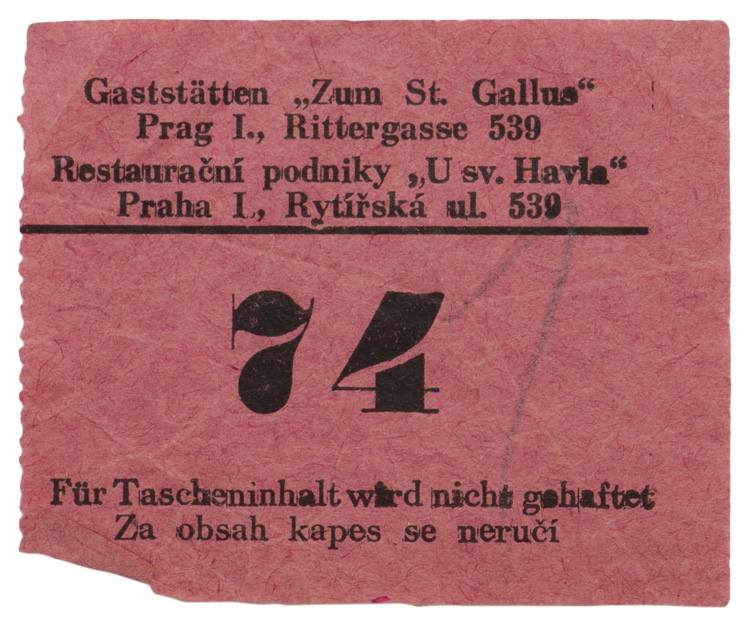 Gaststätten „Zum St. Gallus“
Prag I., Rittergasse 539
Restaurační podniky „U sv. Havla“
Praha I., Rytířská ul. 539
74
Für Tascheninhalt wird nicht gehaftet
Za obsah kapes se neručí